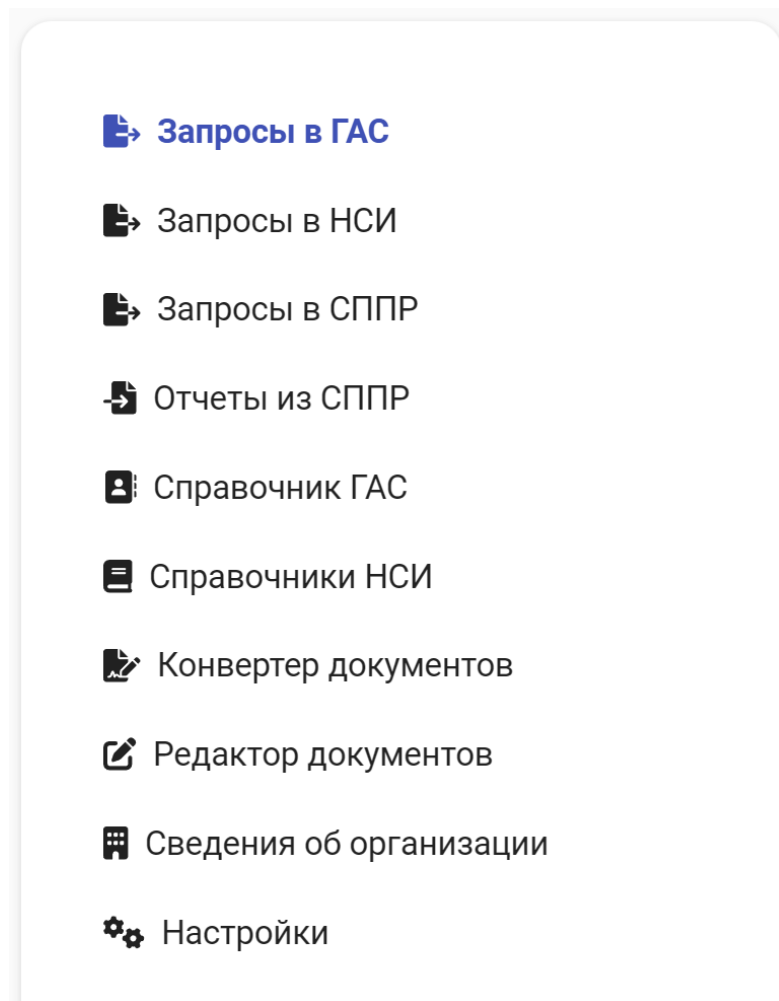 Запросы в ГАС
Запросы в НСИ
Запросы в СППР
Отчеты из СППР
Справочник ГАС
Справочники НСИ
Конвертер документов
Редактор документов
Сведения об организации
Настройки